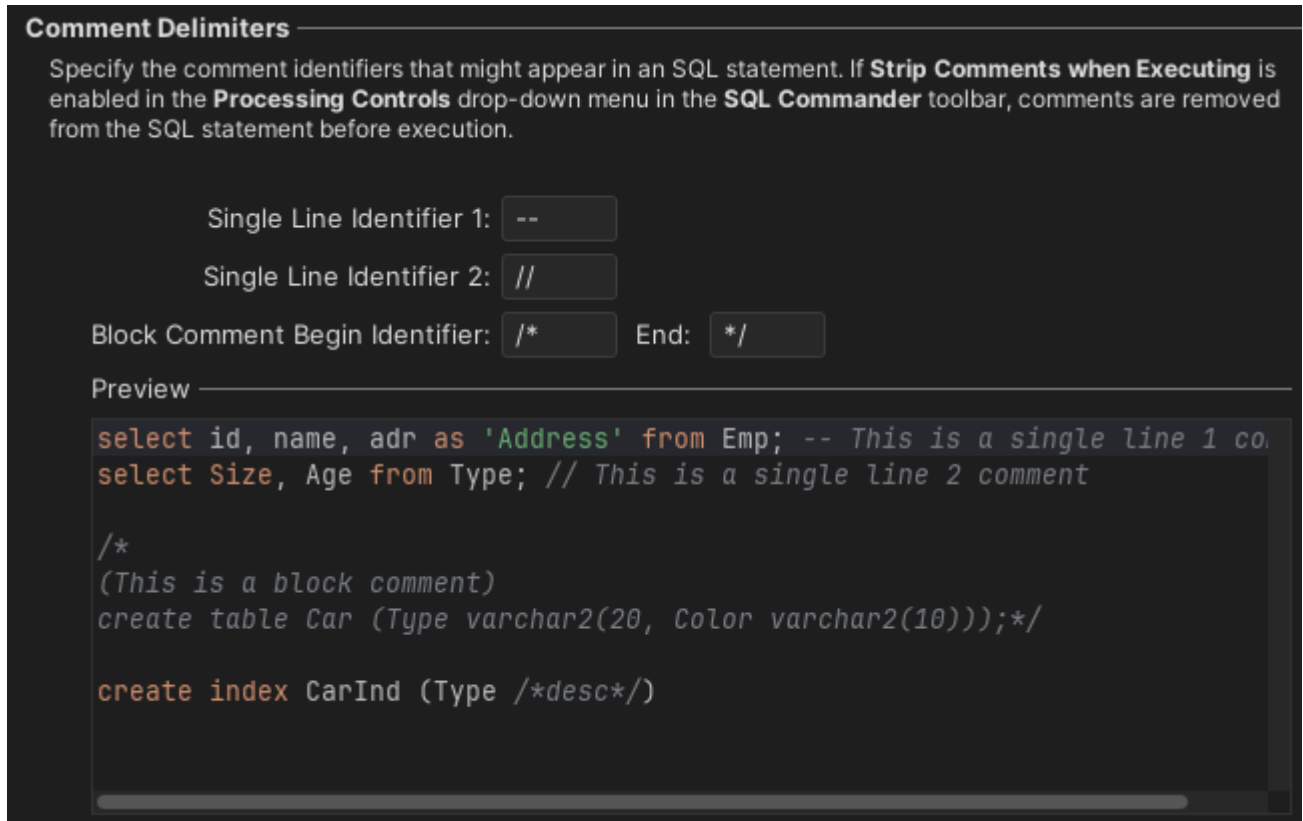 Comment Delimiters
Specify the comment identifiers that might appear in an SQL statement. If Strip Comments when Executing is
enabled in the Processing Controls drop-down menu in the SQL Commander toolbar, comments are removed
from the SQL statement before execution.
Single Line Identifier 1: --
Single Line Identifier 2: //
Block Comment Begin Identifier: /* End: */
Preview
select id, name, adr as 'Address' from Emp; -- This is a single line 1
select Size, Age from Type; // This is a single line 2 comment
/*
(This is a block comment)
create table Car (Type varchar2(20, Color varchar2(10)));*/
create index CarInd (Type /*desc*/)